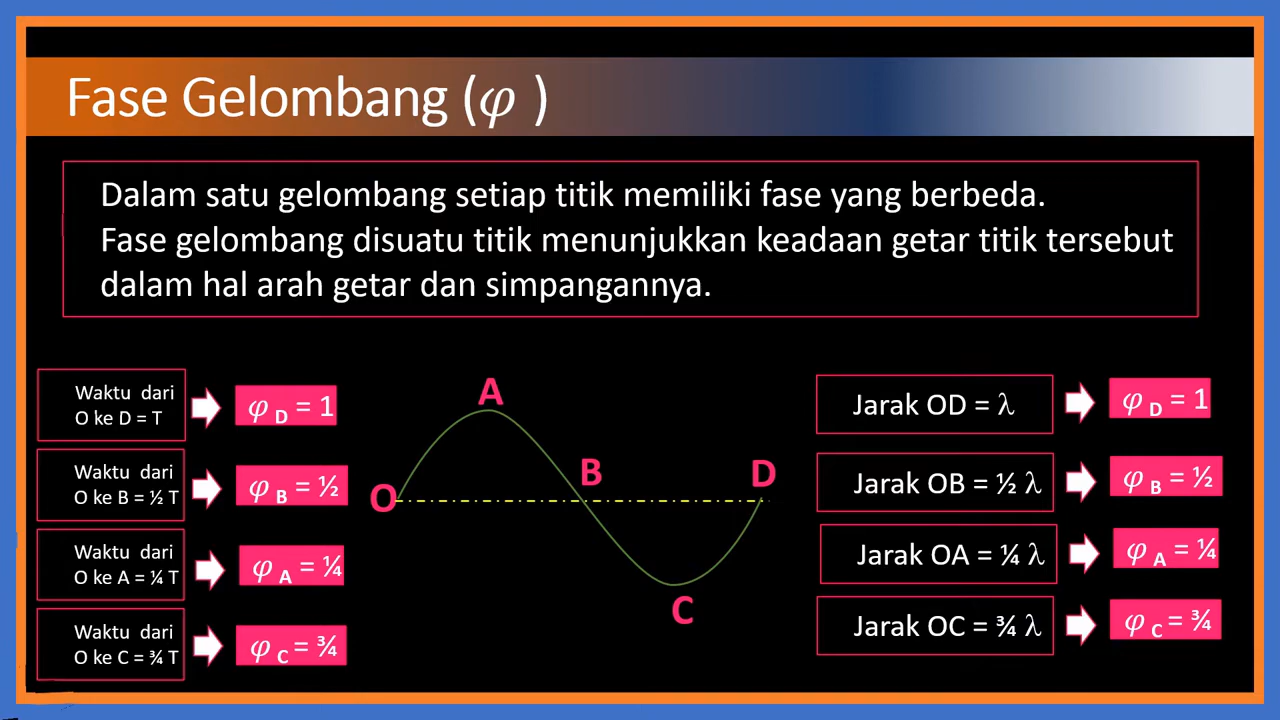 Fase Gelombang (φ )
Dalam satu gelombang setiap titik memiliki fase yang berbeda.
Fase gelombang disuatu titik menunjukkan keadaan getar titik tersebut
dalam hal arah getar dan simpangannya.
Waktu dari
O ke D = T
φ D = 1
Waktu dari
O ke B = ½ T
φ B = ½
Waktu dari
O ke A = ¼ T
φ A = ¼
Waktu dari
O ke C = ¾ T
φ C = ¾
A
B
D
O
C
Jarak OD = λ
φ D = 1
Jarak OB = ½ λ
φ B = ½
Jarak OA = ¼ λ
φ A = ¼
Jarak OC = ¾ λ
φ C = ¾